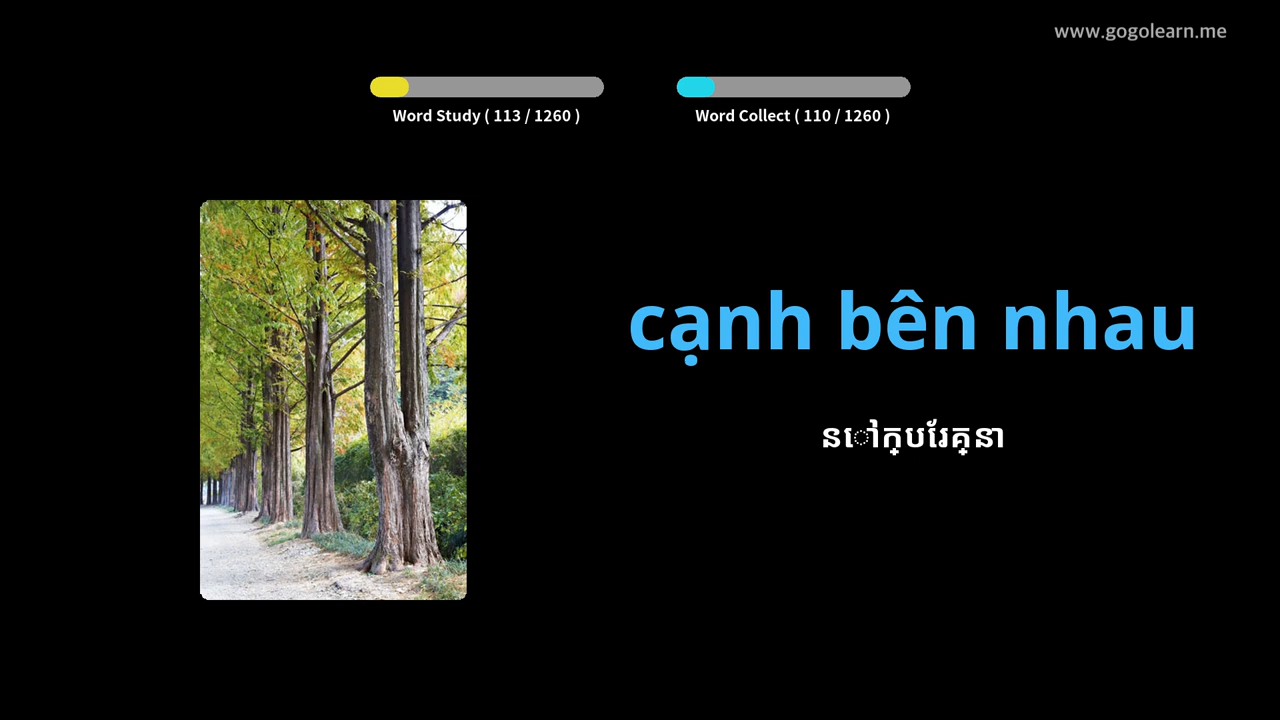 www.gogolearn.me
Word Study ( 113 / 1260 )
Word Collect ( 110 / 1260 )
cạnh bên nhau
នៅក្បែរគ្នា